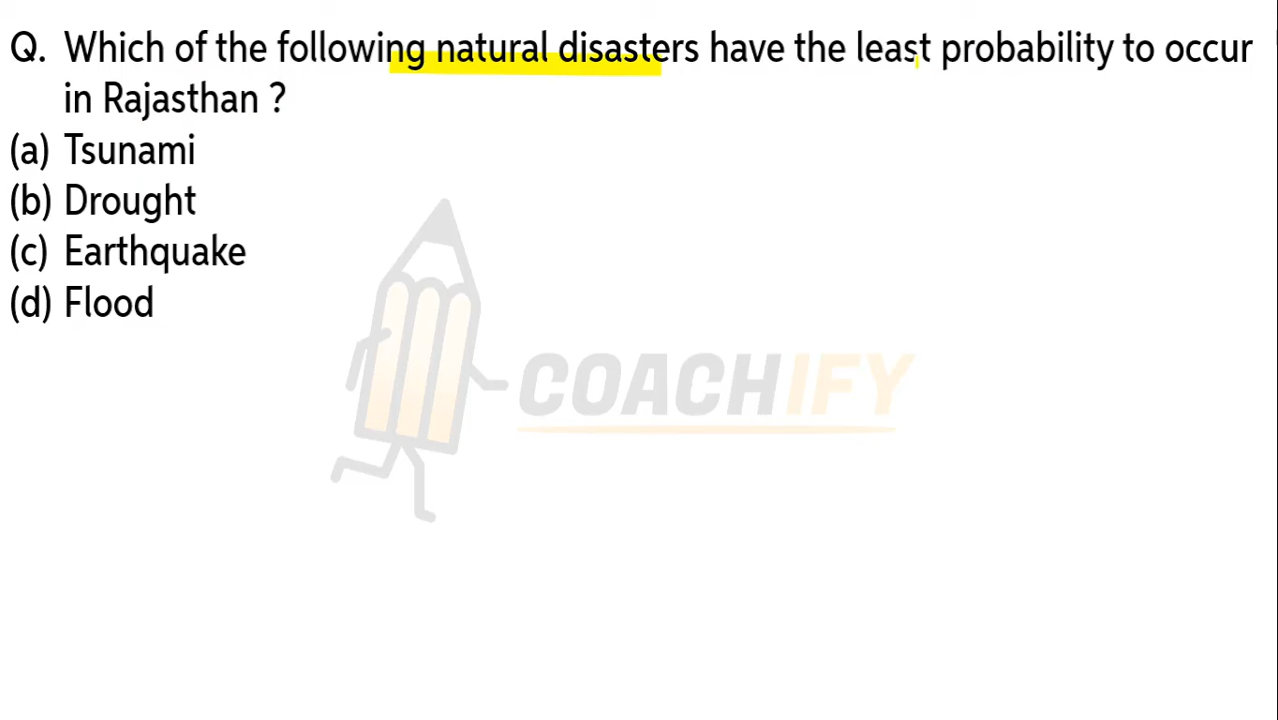 Q. Which of the following natural disasters have the least probability to occur
in Rajasthan ?
(a) Tsunami
(b) Drought
(c) Earthquake
(d) Flood
COACHIFY